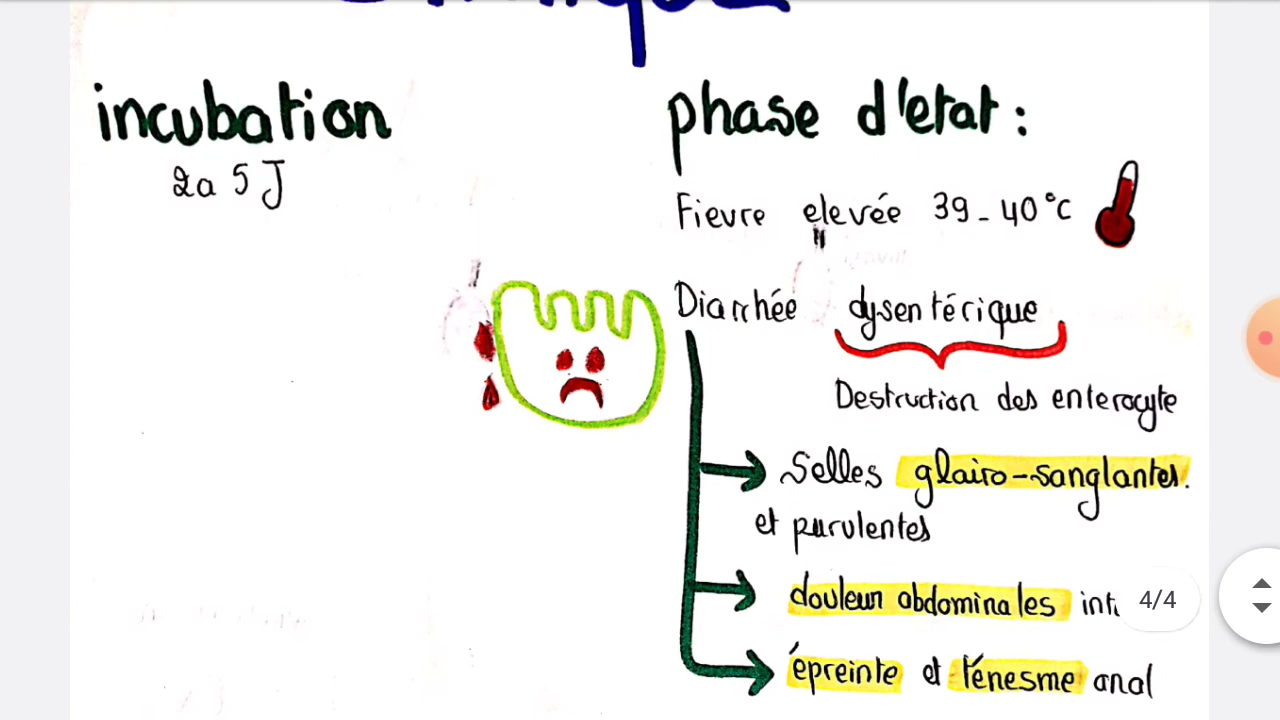 incubation
2a 5 J
phase d'etat :
Fievre elevée 39 - 40°C
Diarrhée dysentérique
Destruction des enterocyte
Selles glairo-sanglantes.
et purulentes
douleur abdominales
4/4
épreinte et ténesme anal